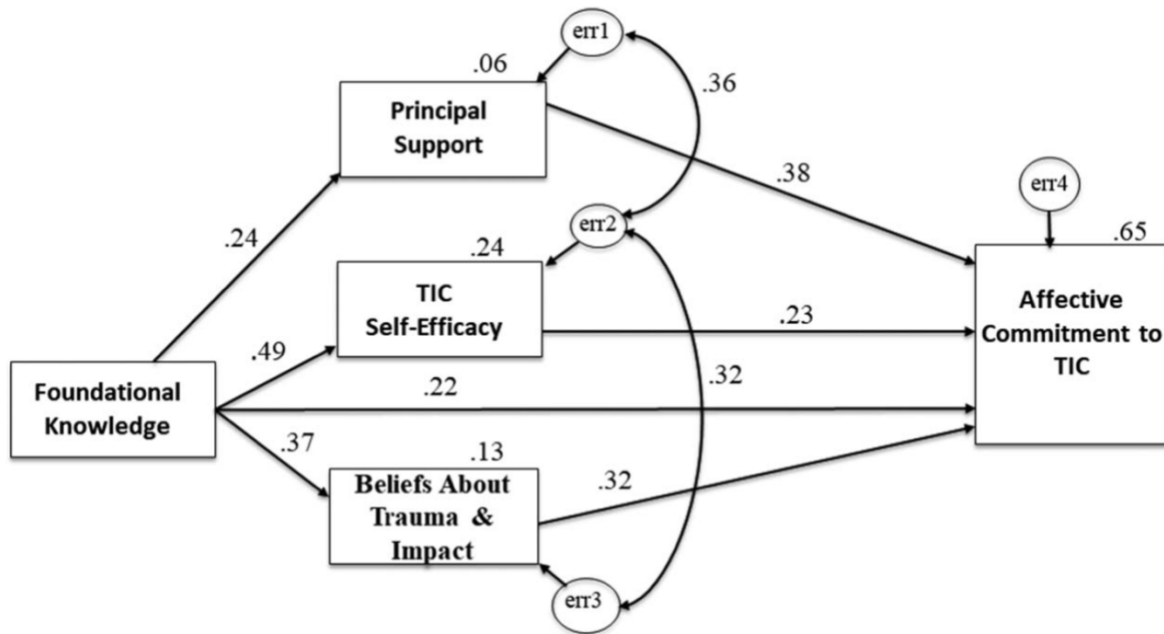 err1
.06
.36
Principal
Support
.38
err4
.24
err2
.65
.24
TIC
Self-Efficacy
Affective
Commitment to
TIC
.23
.49
.32
Foundational
Knowledge
.22
.37
.13
Beliefs About
Trauma &
Impact
.32
err3